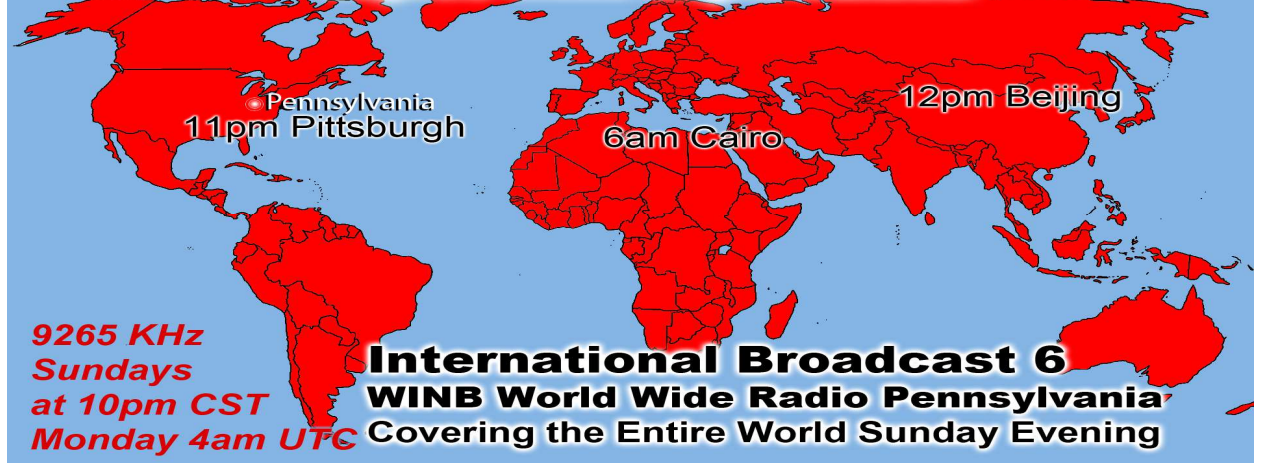 Pennsylvania
11pm Pittsburgh
6am Cairo
12pm Beijing
9265 KHz
Sundays
at 10pm CST
Monday 4am UTC
International Broadcast 6
WINB World Wide Radio Pennsylvania
Covering the Entire World Sunday Evening